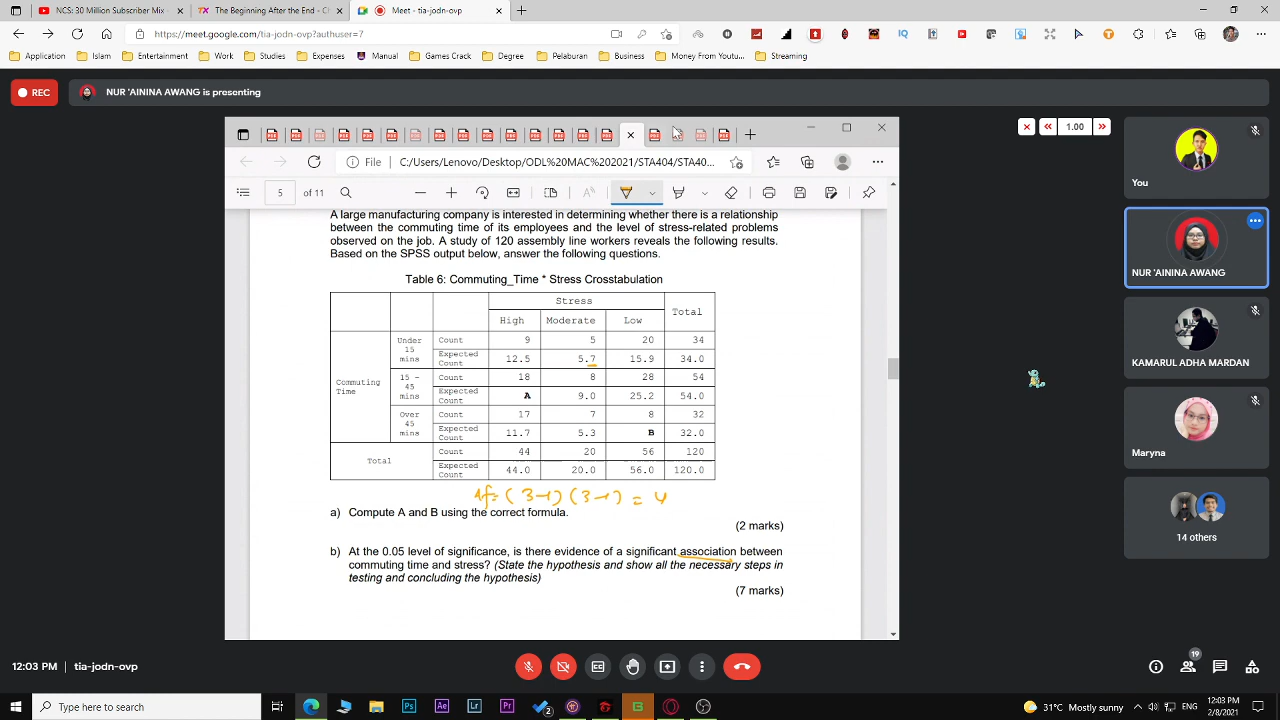 NCS: 30 Million Subscriber Mix -
The Beginning After the End - Cl
Meet - tia-jodn-ovp
https://meet.google.com/tia-jodn-ovp?authuser=7
Application
Islam
Entertaiment
Work
Studies
Expenses
Manual
Games Crack
Degree
Pelaburan
Business
Money From Youtu...
Streaming
REC
NUR 'AININA AWANG is presenting
File
C:/Users/Lenovo/Desktop/ODL%20MAC%202021/STA404/STA40...
5 of 11
1.00
A large manufacturing company is interested in determining whether there is a relationship
between the commuting time of its employees and the level of stress-related problems
observed on the job. A study of 120 assembly line workers reveals the following results.
Based on the SPSS output below, answer the following questions.
Table 6: Commuting_Time * Stress Crosstabulation
Stress Total
High Moderate Low
Commuting Time
Under 15 mins Count 9 5 20 34
Expected Count 12.5 5.7 15.9 34.0
15 - 45 mins Count 18 8 28 54
Expected Count A 9.0 25.2 54.0
Over 45 mins Count 17 7 8 32
Expected Count 11.7 5.3 B 32.0
Total Count 44 20 56 120
Expected Count 44.0 20.0 56.0 120.0
df= (3-1)(3-1) = 4
a) Compute A and B using the correct formula.
(2 marks)
b) At the 0.05 level of significance, is there evidence of a significant association between
commuting time and stress? (State the hypothesis and show all the necessary steps in
testing and concluding the hypothesis)
(7 marks)
You
NUR 'AININA AWANG
KAMARUL ADHA MARDAN
Maryna
14 others
12:03 PM | tia-jodn-ovp
19
Type here to search
Ps
Ae
Lr
Pr
2
31°C Mostly sunny
ENG
12:03 PM
2/8/2021